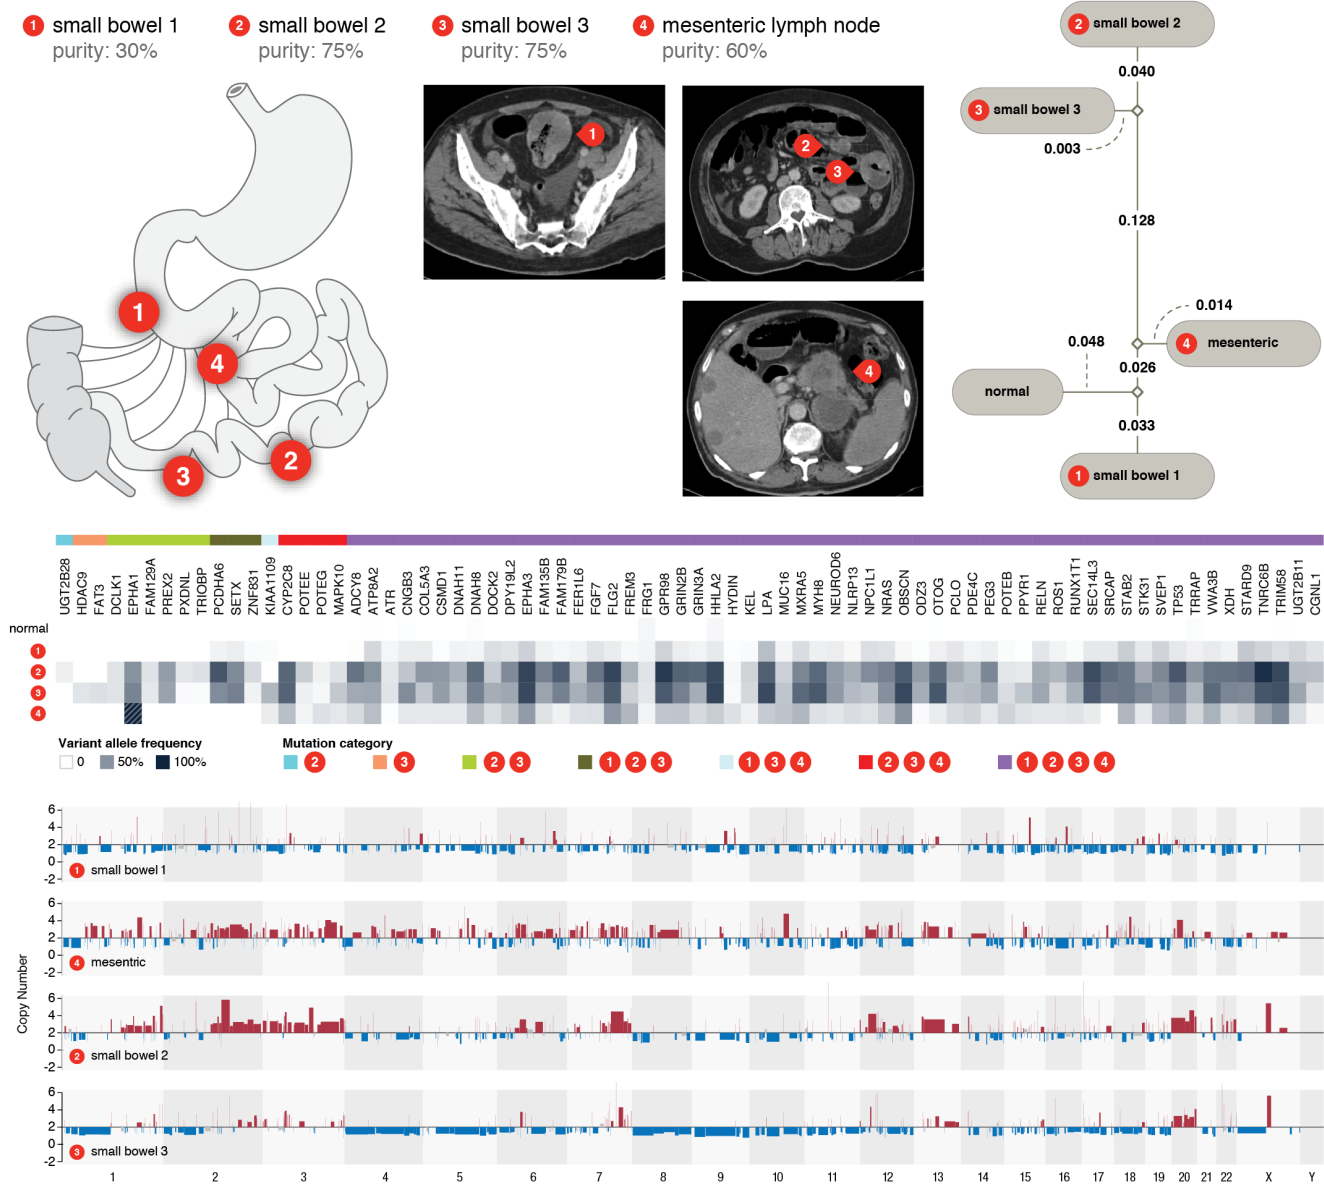 1 small bowel 1
purity: 30%
2 small bowel 2
purity: 75%
3 small bowel 3
purity: 75%
4 mesenteric lymph node
purity: 60%
1
4
3
2
1
2
3
4
2 small bowel 2
0.040
3 small bowel 3
0.003
0.128
0.014
4 mesenteric
0.048
0.026
normal
0.033
1 small bowel 1
UGT2B28
HDAC9
FAT3
DCLK1
EPHA1
FAM129A
PREX2
PXDNL
TRIOBP
PCDHA6
SETX
ZNF831
KIAA1109
CYP2C8
POTEE
POTEG
MAPK10
ADCY8
ATP8A2
ATR
CNGB3
COL5A3
CSMD1
DNAH11
DNAH8
DOCK2
DPY19L2
EPHA3
FAM135B
FAM179B
FER1L6
FGF7
FLG2
FREM3
FRG1
GPR98
GRIN2B
GRIN3A
HHLA2
HYDIN
KEL
LPA
MUC16
MXRA5
MYH8
NEUROD6
NLRP13
NPC1L1
NRAS
OBSCN
ODZ3
OTOG
PCLO
PDE4C
PEG3
POTEB
PPYR1
RELN
ROS1
RUNX1T1
SEC14L3
SRCAP
STAB2
STK31
SVEP1
TP53
TRRAP
VWA3B
XDH
STARD9
TNRC6B
TRIM58
UGT2B11
CGNL1
normal
1
2
3
4
Variant allele frequency
0 50% 100%
Mutation category
2
3
2 3
1 2 3
1 3 4
2 3 4
1 2 3 4
Copy Number
6
4
2
0
-2
1 small bowel 1
6
4
2
0
-2
4 mesentric
6
4
2
0
-2
2 small bowel 2
6
4
2
0
-2
3 small bowel 3
1 2 3 4 5 6 7 8 9 10 11 12 13 14 15 16 17 18 19 20 21 22 X Y